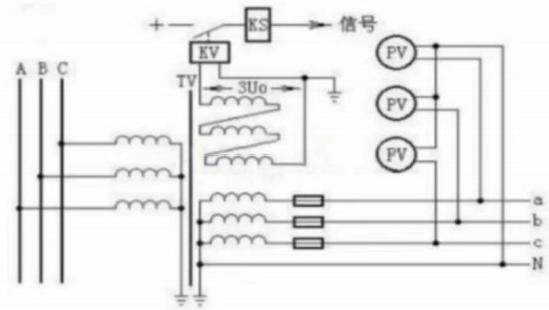 + KS 信号
KV
A B C TV 3Uo
PV
PV
PV
a
b
c
N